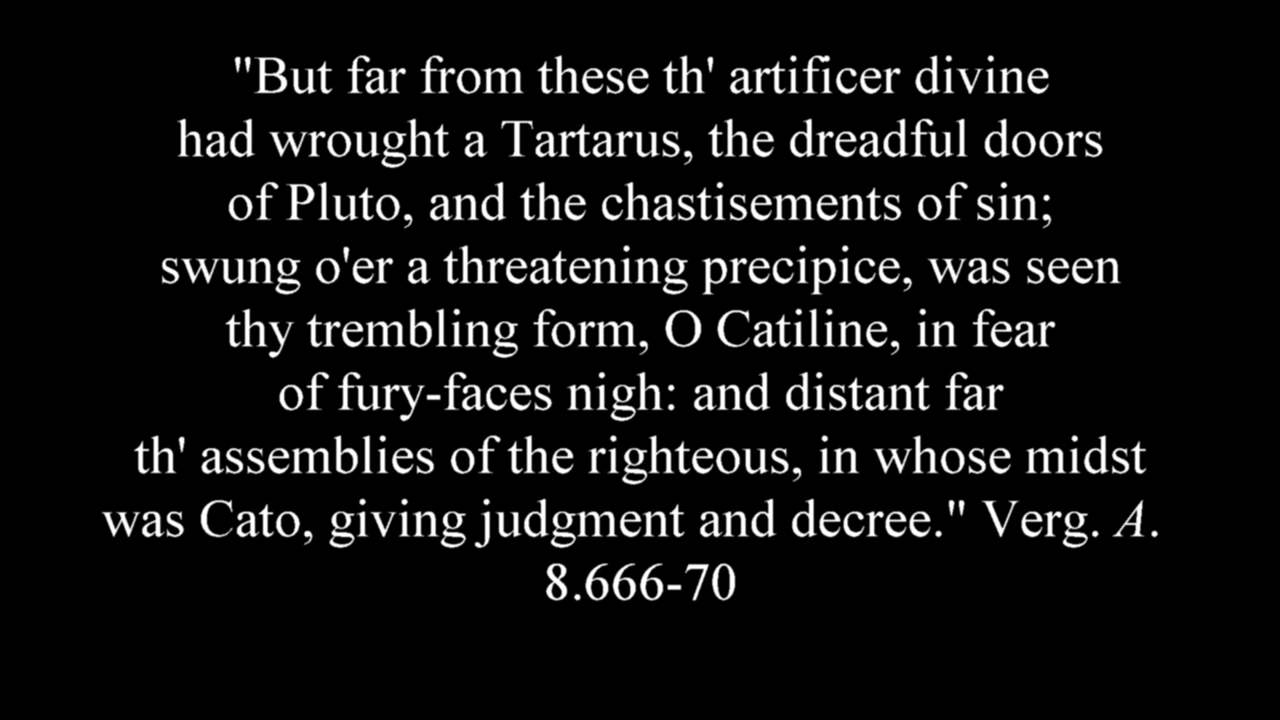 "But far from these th' artificer divine
had wrought a Tartarus, the dreadful doors
of Pluto, and the chastisements of sin;
swung o'er a threatening precipice, was seen
thy trembling form, O Catiline, in fear
of fury-faces nigh: and distant far
th' assemblies of the righteous, in whose midst
was Cato, giving judgment and decree." Verg. A.
8.666-70